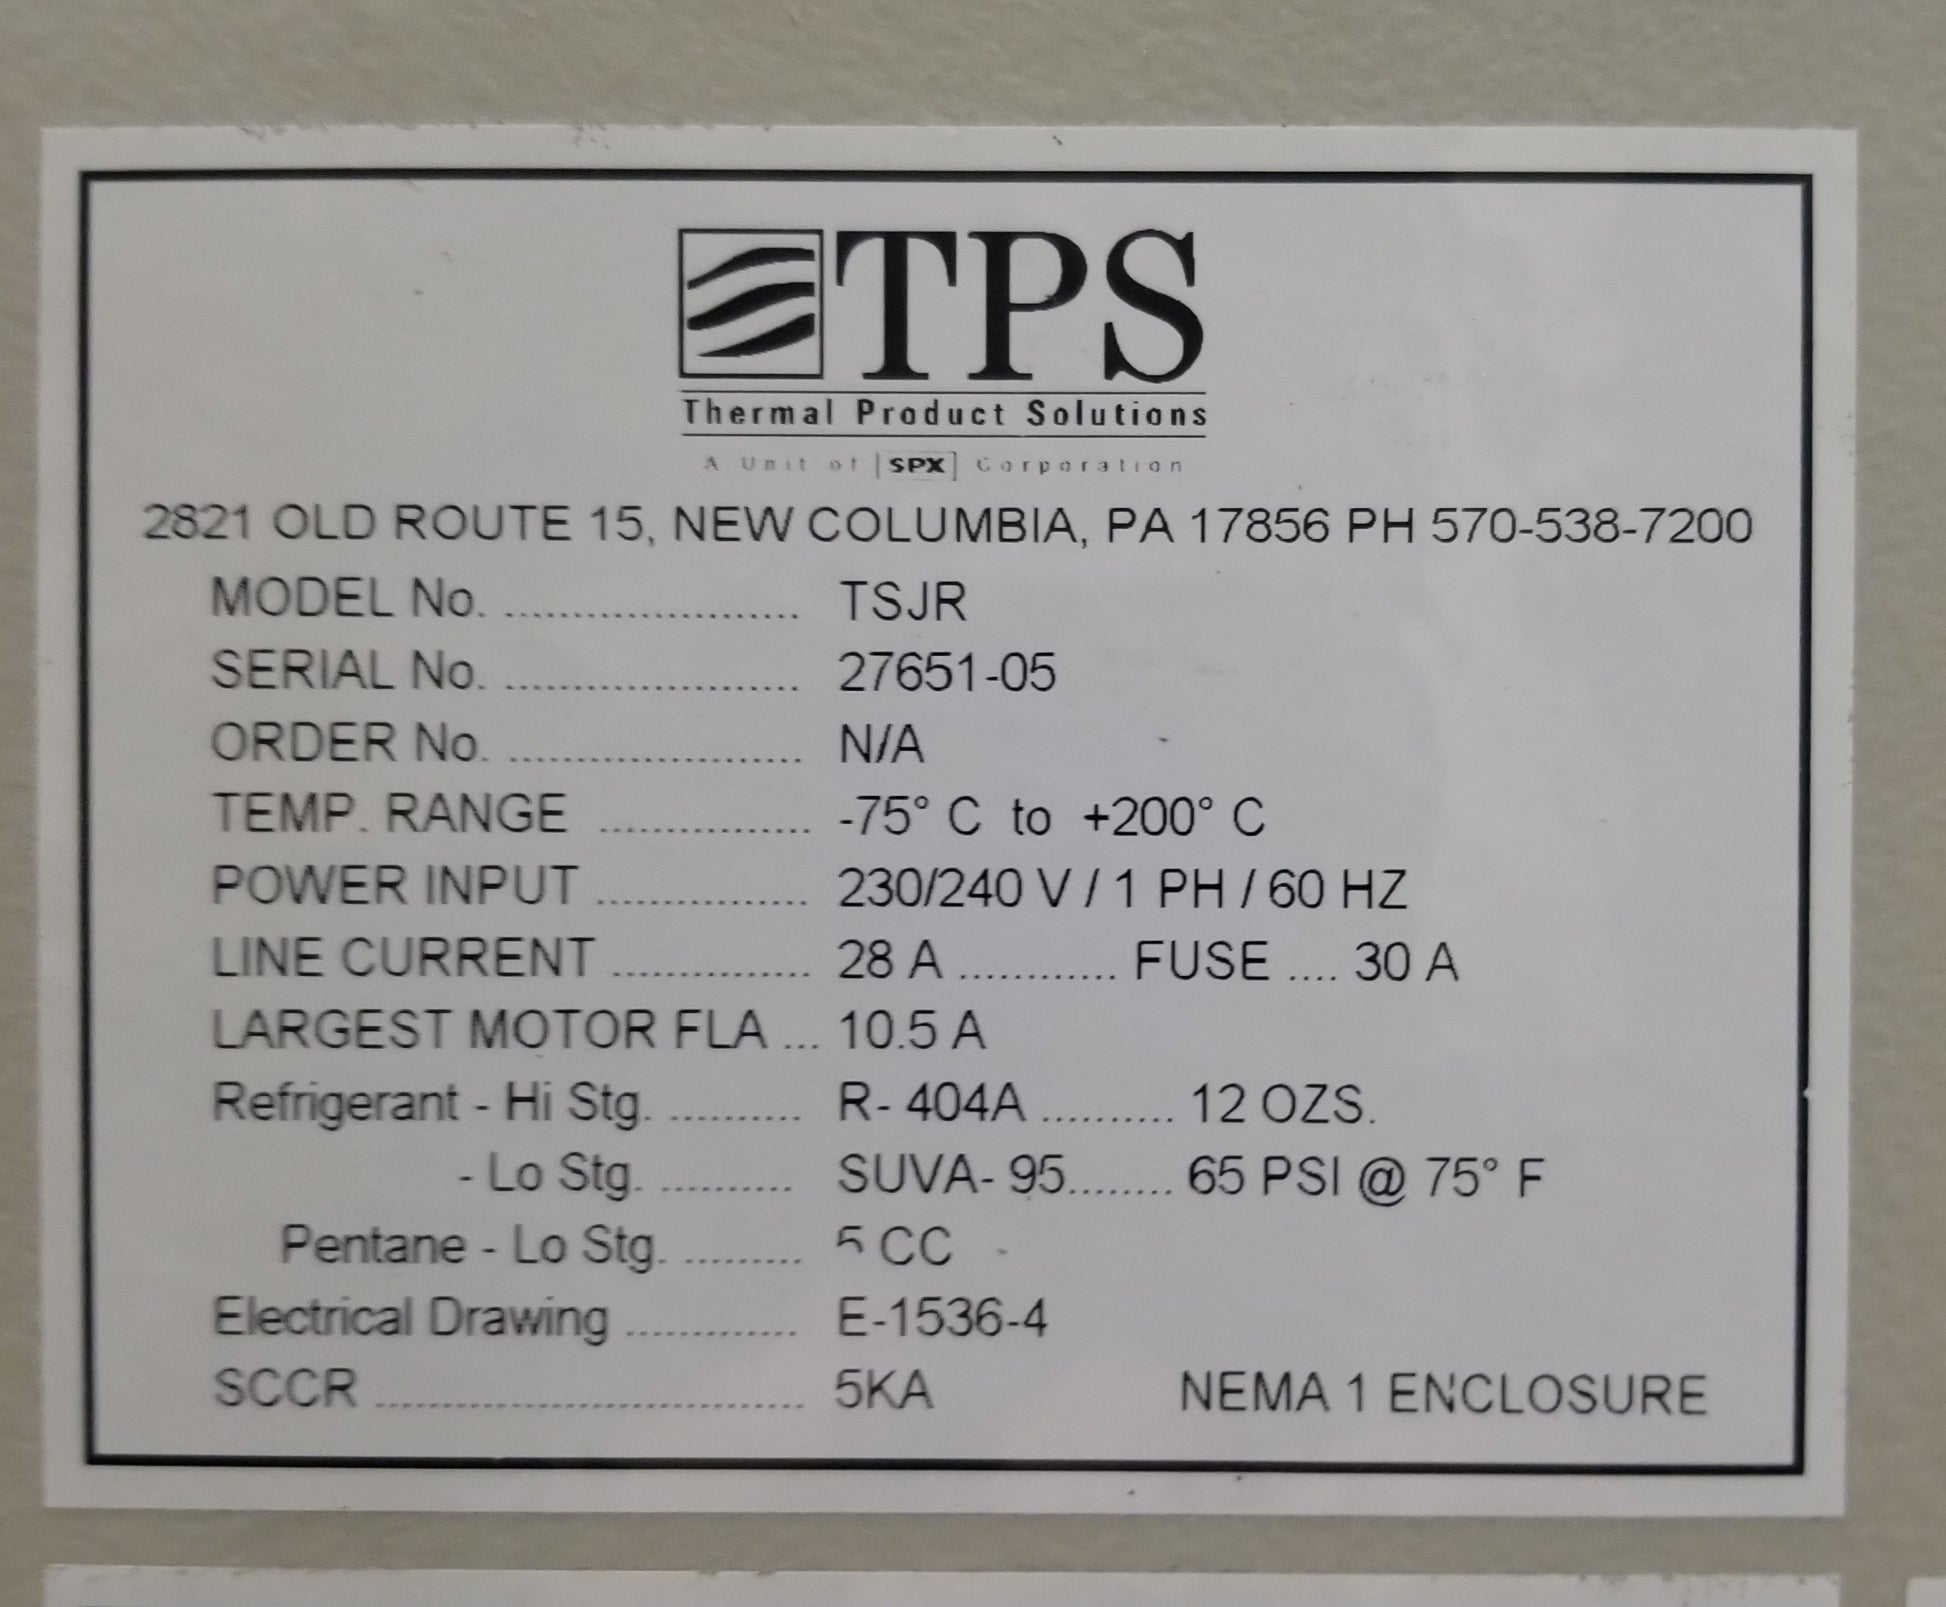 TPS
Thermal Product Solutions
A Unit of SPX Corporation
2821 OLD ROUTE 15, NEW COLUMBIA, PA 17856 PH 570-538-7200
MODEL No. ...................... TSJR
SERIAL No. ...................... 27651-05
ORDER No. ...................... N/A
TEMP. RANGE ................ -75° C to +200° C
POWER INPUT ................ 230/240 V / 1 PH / 60 HZ
LINE CURRENT ............... 28 A ............ FUSE .... 30 A
LARGEST MOTOR FLA ... 10.5 A
Refrigerant - Hi Stg. .......... R- 404A .......... 12 OZS.
- Lo Stg. .......... SUVA- 95........ 65 PSI @ 75° F
Pentane - Lo Stg. ......... 5 CC
Electrical Drawing ............. E-1536-4
SCCR ................................ 5KA NEMA 1 ENCLOSURE